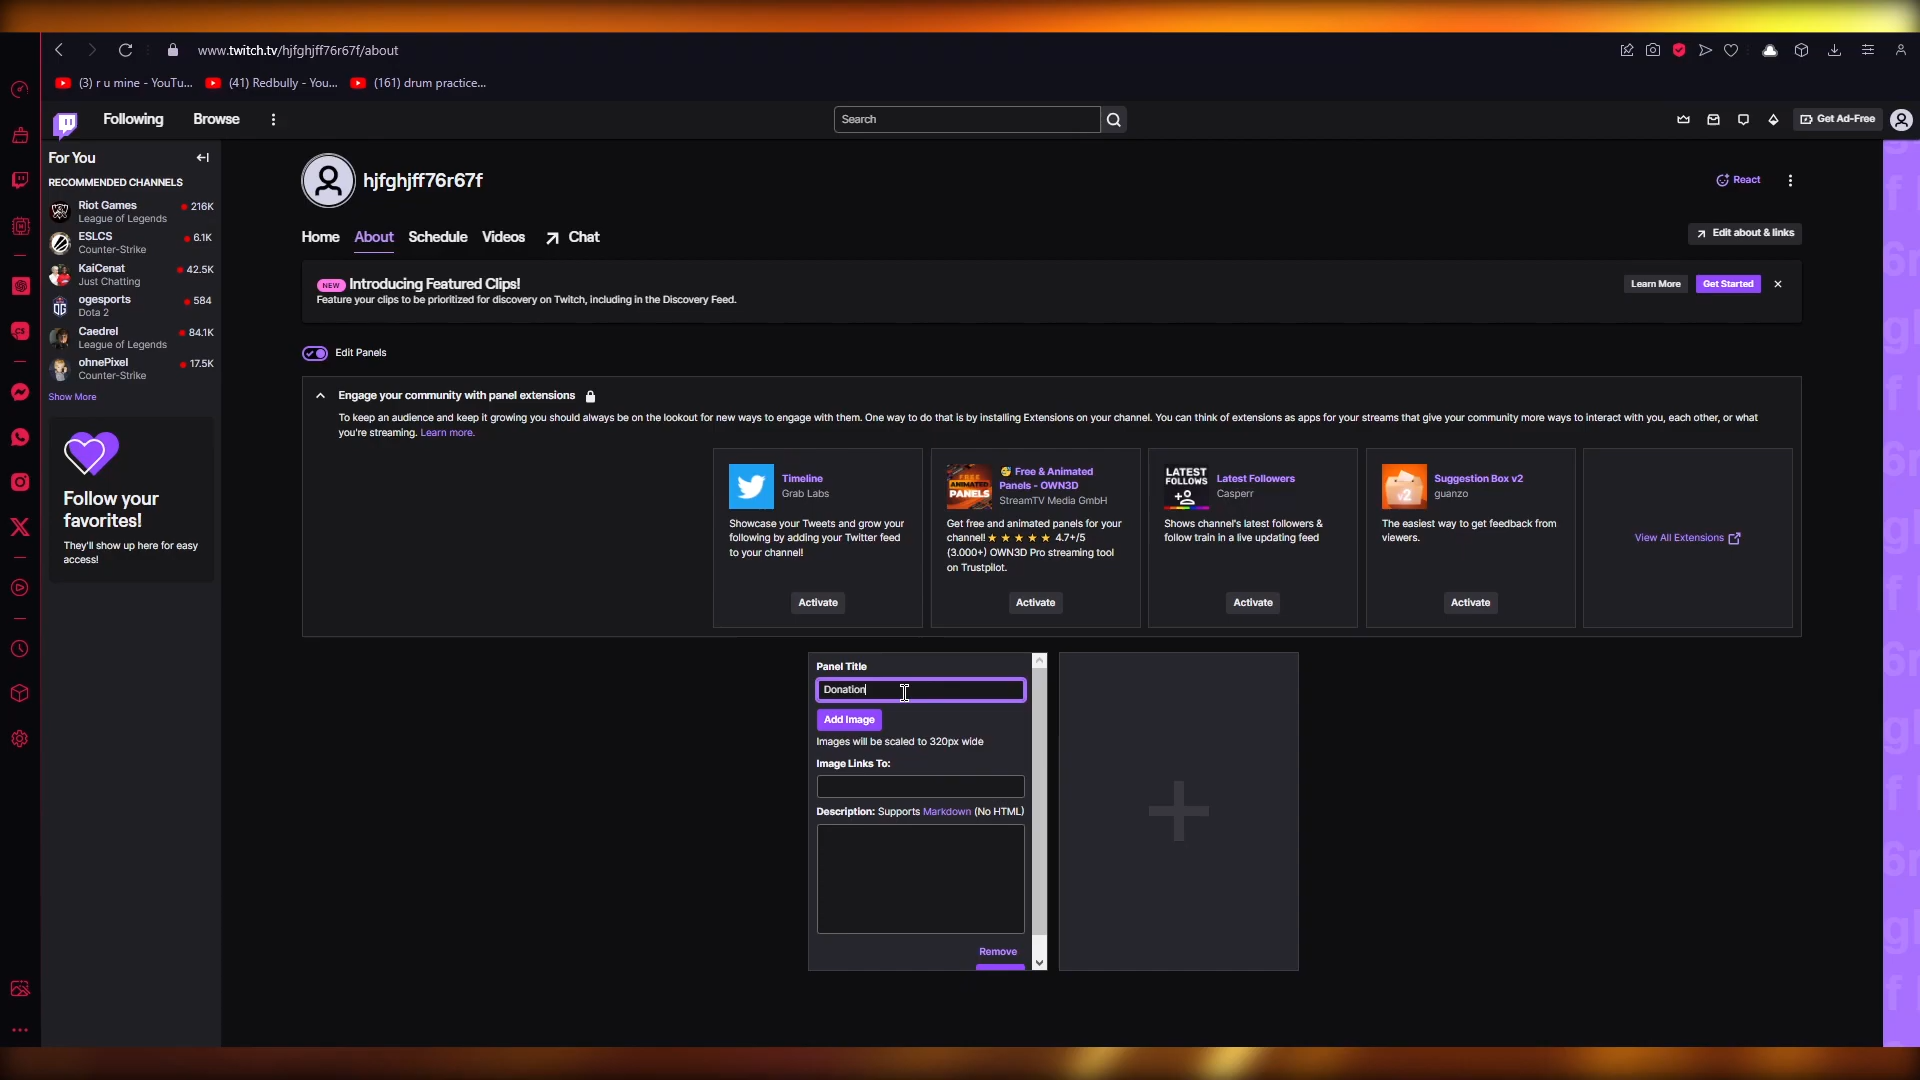 www.twitch.tv/hjfghjff76r67f/about
(3) r u mine - YouTu...
(41) Redbully - You...
(161) drum practice...
Following
Browse
Search
Get Ad-Free
For You
RECOMMENDED CHANNELS
Riot Games
216K
League of Legends
ESLCS
6.1K
Counter-Strike
KaiCenat
42.5K
Just Chatting
ogesports
584
Dota 2
Caedrel
84.1K
League of Legends
ohnePixel
17.5K
Counter-Strike
Show More
Follow your
favorites!
They'll show up here for easy
access!
hjfghjff76r67f
React
Home
About
Schedule
Videos
Chat
Edit about & links
NEW Introducing Featured Clips!
Feature your clips to be prioritized for discovery on Twitch, including in the Discovery Feed.
Learn More
Get Started
Edit Panels
Engage your community with panel extensions
To keep an audience and keep it growing you should always be on the lookout for new ways to engage with them. One way to do that is by installing Extensions on your channel. You can think of extensions as apps for your streams that give your community more ways to interact with you, each other, or what
you're streaming. Learn more.
Timeline
Grab Labs
Showcase your Tweets and grow your
following by adding your Twitter feed
to your channel!
Activate
FREE
ANIMATED
PANELS
Free & Animated
Panels - OWN3D
StreamTV Media GmbH
Get free and animated panels for your
channel! ★ ★ ★ ★ ★ 4.7+/5
(3.000+) OWN3D Pro streaming tool
on Trustpilot.
Activate
LATEST
FOLLOWS
Latest Followers
Casperr
Shows channel's latest followers &
follow train in a live updating feed
Activate
v2
Suggestion Box v2
guanzo
The easiest way to get feedback from
viewers.
Activate
View All Extensions
Panel Title
Donation
Add Image
Images will be scaled to 320px wide
Image Links To:
Description: Supports Markdown (No HTML)
Remove